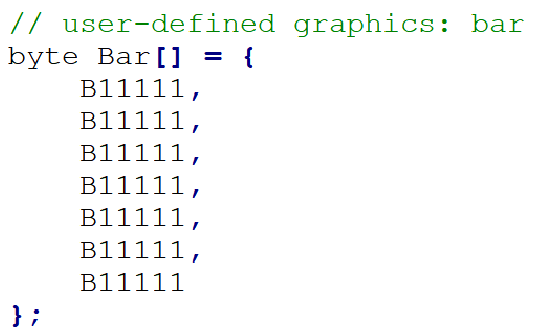 // user-defined graphics: bar
byte Bar[] = {
    B11111,
    B11111,
    B11111,
    B11111,
    B11111,
    B11111,
    B11111
};